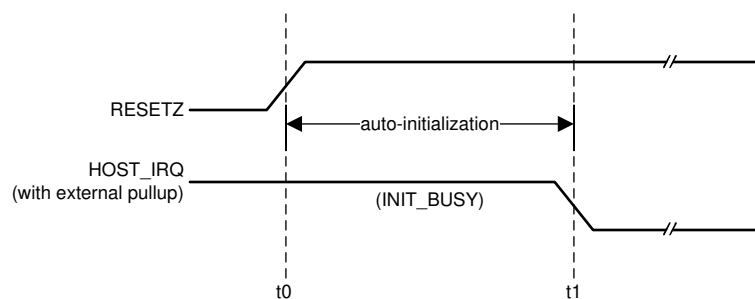 RESETZ
auto-initialization
HOST_IRQ
(with external pullup)
(INIT_BUSY)
t0
t1